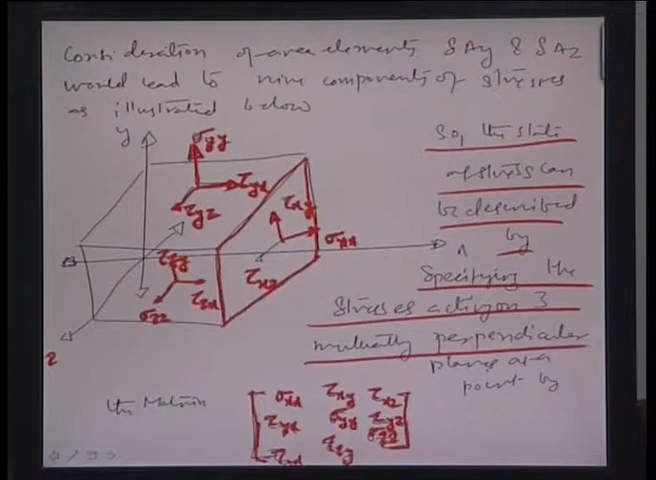 Consideration of area elements δAy & δAz
would lead to nine components of stresses
as illustrated below
y
σyy
τyx
τyz
τxy
σxx
τxz
τzy
τzx
σzz
x
z
So, the state
of stress can
be described
by
Specifying the
Stresses acting on 3
mutually perpendicular
planes at a
point by
the Matrix
σxx τxy τxz
τyx σyy τyz
τzx τzy σzz